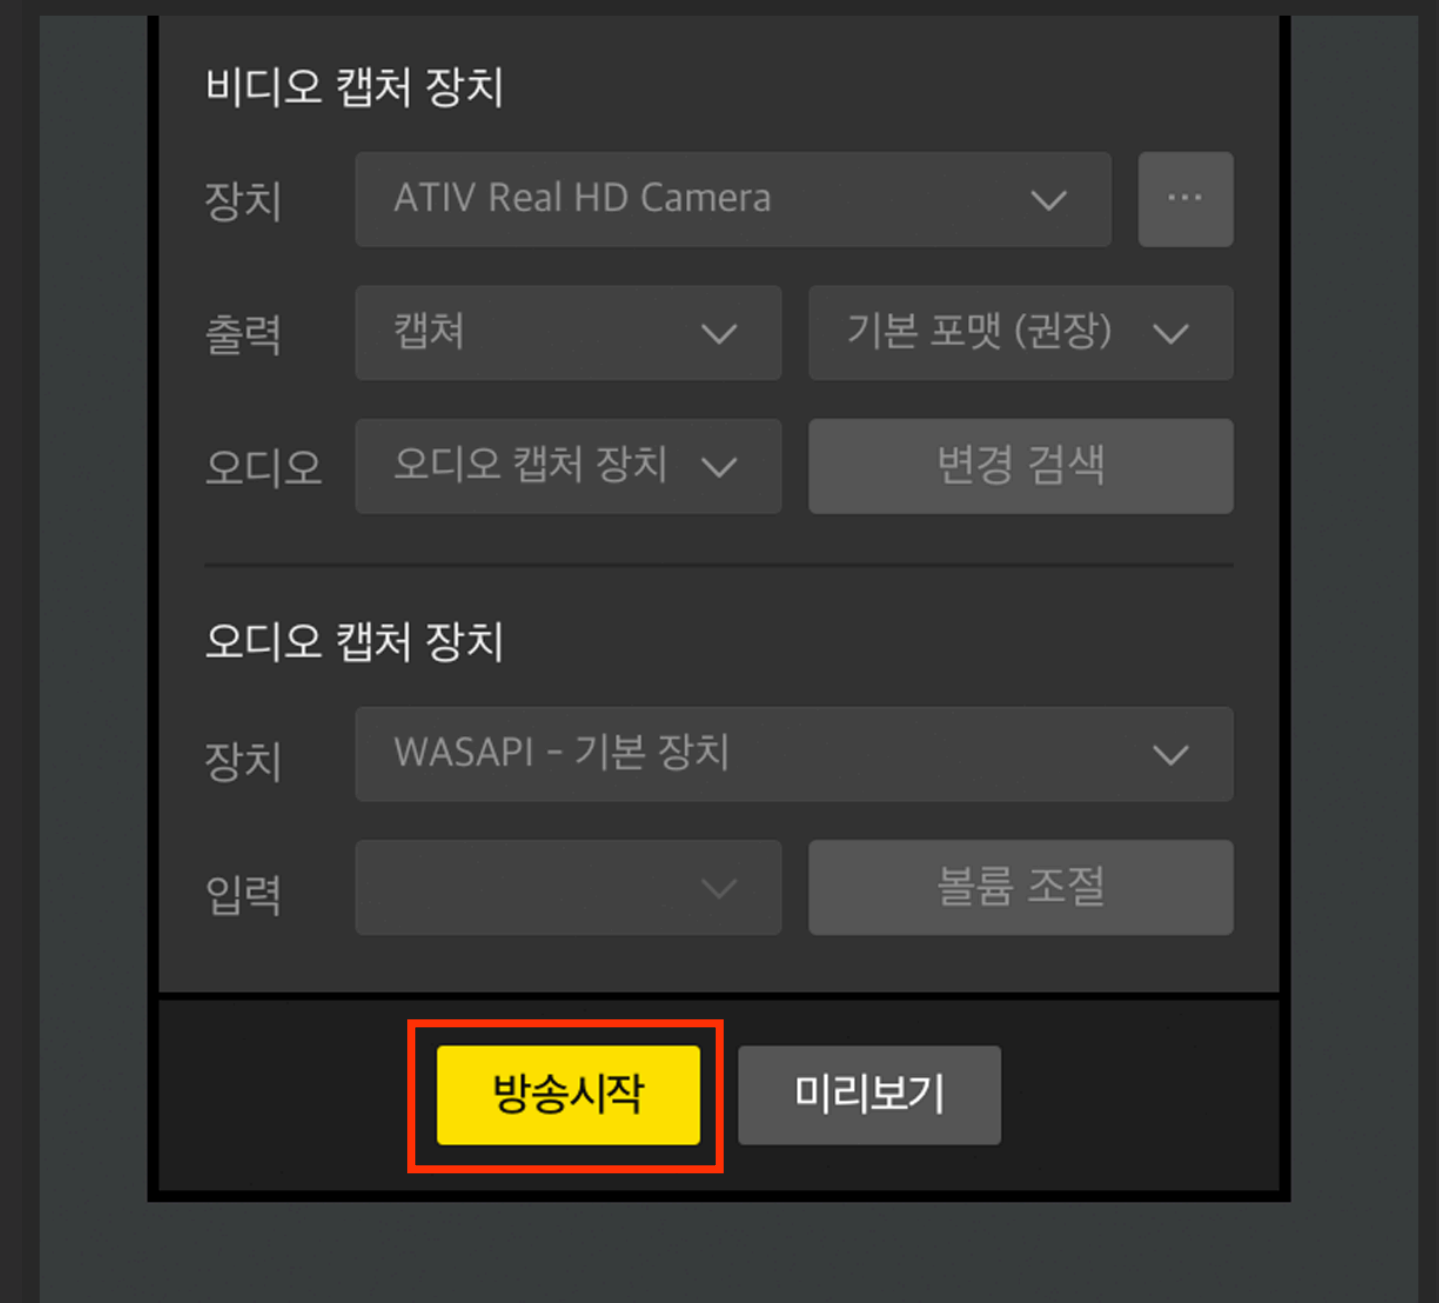 비디오 캡처 장치
장치 ATIV Real HD Camera ...
출력 캡쳐 기본 포맷 (권장)
오디오 오디오 캡처 장치 변경 검색
오디오 캡처 장치
장치 WASAPI - 기본 장치
입력 볼륨 조절
방송시작 미리보기